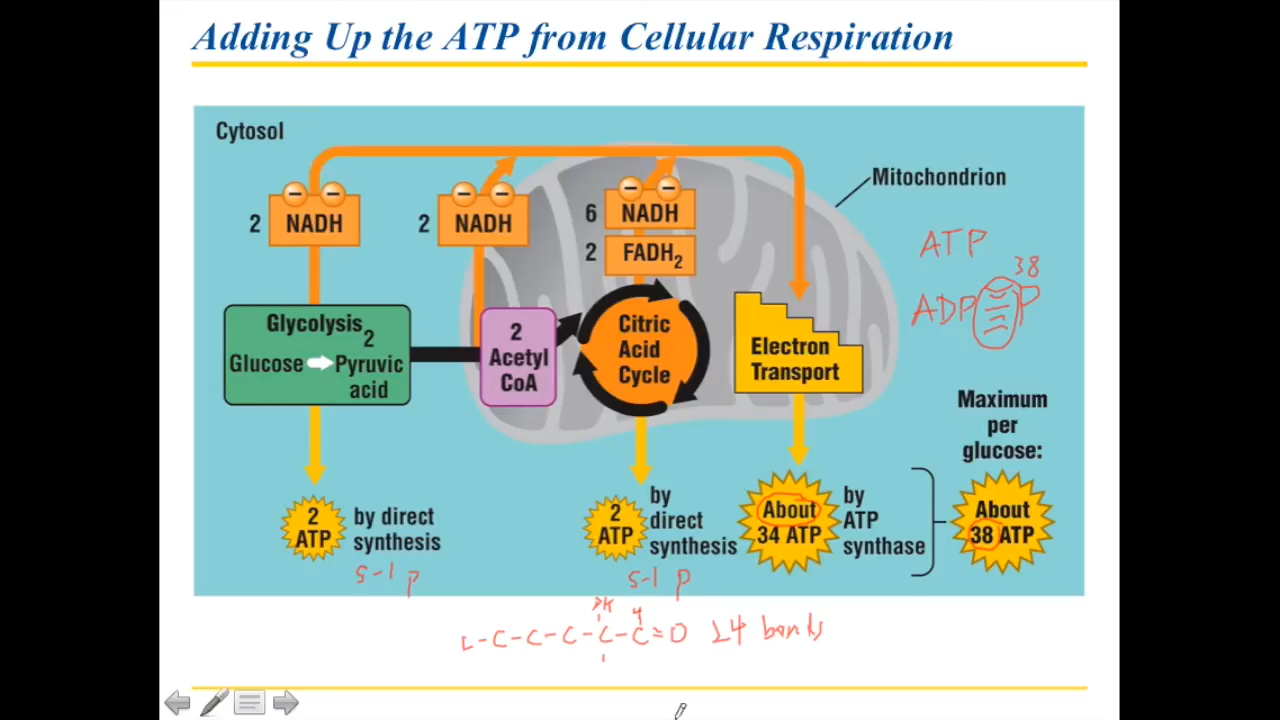 Adding Up the ATP from Cellular Respiration
Cytosol
Mitochondrion
2 NADH
2 NADH
6 NADH
2 FADH2
ATP
38
ADP P
Glycolysis
2
Glucose Pyruvic
acid
2
Acetyl
CoA
Citric
Acid
Cycle
Electron
Transport
Maximum
per
glucose:
2
ATP
by direct
synthesis
s-l p
2
ATP
by
direct
synthesis
s-l p
About
34 ATP
by
ATP
synthase
About
38 ATP
4
C-C-C-C-C=O 24 bonds